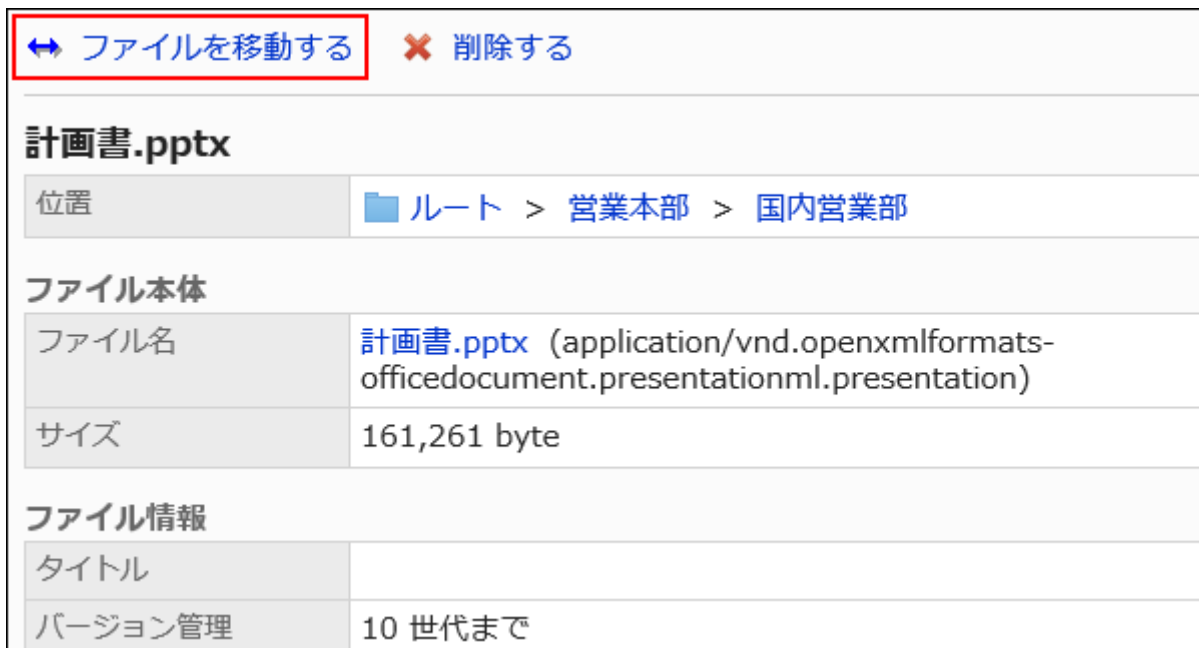 ファイルを移動する 削除する
計画書.pptx
位置 ルート > 営業本部 > 国内営業部
ファイル本体
ファイル名 計画書.pptx (application/vnd.openxmlformats-
officedocument.presentationml.presentation)
サイズ 161,261 byte
ファイル情報
タイトル
バージョン管理 10 世代まで